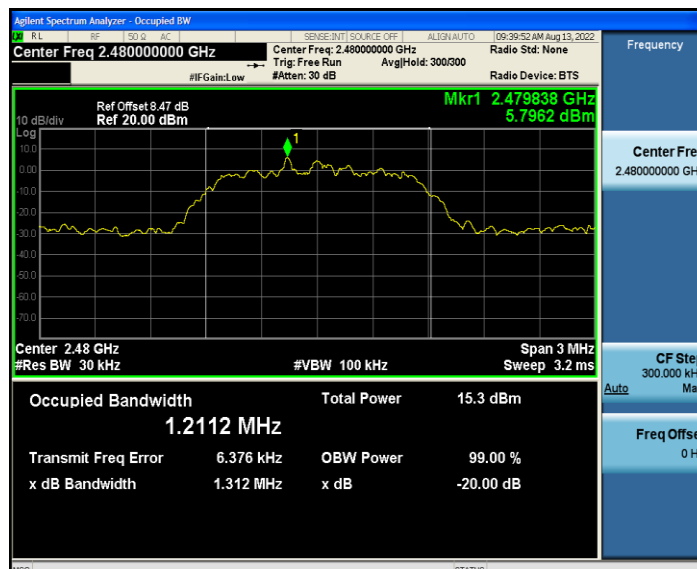 Agilent Spectrum Analyzer - Occupied BW
RL RF 50 Ω AC SENSE:INT SOURCE OFF ALIGN AUTO 09:39:52 AM Aug 13, 2022
Center Freq 2.480000000 GHz
Center Freq: 2.480000000 GHz Radio Std: None
Trig: Free Run Avg|Hold: 300/300
#IFGain:Low #Atten: 30 dB Radio Device: BTS
Frequency
Ref Offset 8.47 dB
Ref 20.00 dBm
10 dB/div
Log
Mkr1 2.479838 GHz
5.7962 dBm
1
10.0
0.00
-10.0
-20.0
-30.0
-40.0
-50.0
-60.0
-70.0
Center 2.48 GHz Span 3 MHz
#Res BW 30 kHz #VBW 100 kHz Sweep 3.2 ms
Occupied Bandwidth Total Power 15.3 dBm
1.2112 MHz
Transmit Freq Error 6.376 kHz OBW Power 99.00 %
x dB Bandwidth 1.312 MHz x dB -20.00 dB
Center Fre
2.480000000 GH
CF Ste
300.000 kH
Auto Ma
Freq Offse
0 H
MSG STATUS